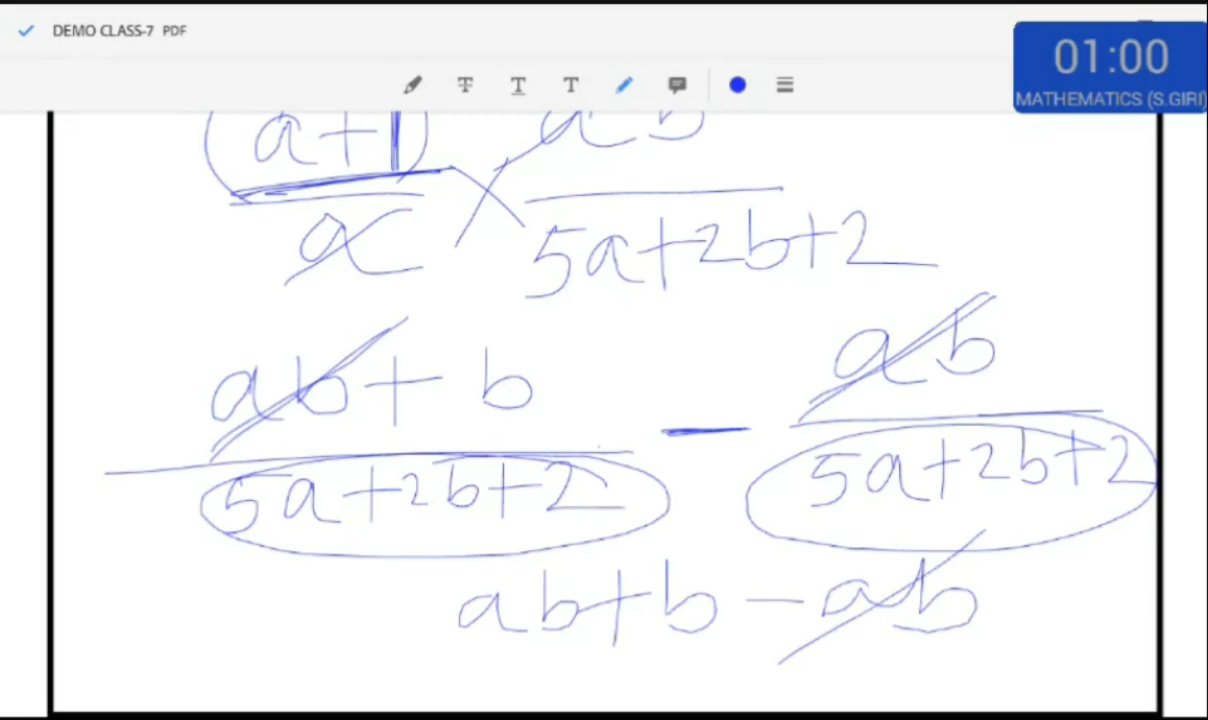 DEMO CLASS-7 PDF
01:00
MATHEMATICS (S.GIRI)
T T T
(a+1) ab
a × 5a+2b+2
ab + b - ab
5a+2b+2 5a+2b+2
ab+b-ab